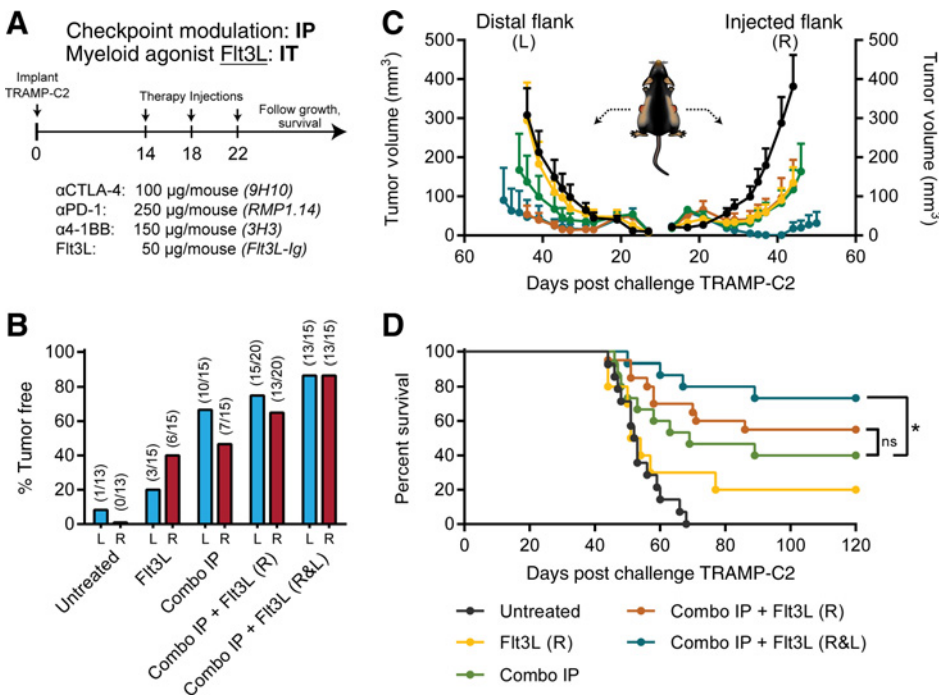 A
Checkpoint modulation: IP
Myeloid agonist Flt3L: IT
Implant
TRAMP-C2
Therapy Injections
Follow growth,
survival
0 14 18 22
αCTLA-4: 100 µg/mouse (9H10)
αPD-1: 250 µg/mouse (RMP1.14)
α4-1BB: 150 µg/mouse (3H3)
Flt3L: 50 µg/mouse (Flt3L-Ig)
B
% Tumor free
100
80
60
40
20
0
(1/13) (0/13) (3/15) (6/15) (10/15) (7/15) (15/20) (13/20) (13/15) (13/15)
L R L R L R L R L R
Untreated
Flt3L
Combo IP
Combo IP + Flt3L (R)
Combo IP + Flt3L (R&L)
C
Distal flank
(L)
Injected flank
(R)
Tumor volume (mm3)
500
400
300
200
100
0
500
400
300
200
100
0
Tumor volume (mm3)
60 40 20 20 40 60
Days post challenge TRAMP-C2
D
Percent survival
100
80
60
40
20
0
ns
*
0 20 40 60 80 100 120
Days post challenge TRAMP-C2
Untreated
Flt3L (R)
Combo IP
Combo IP + Flt3L (R)
Combo IP + Flt3L (R&L)